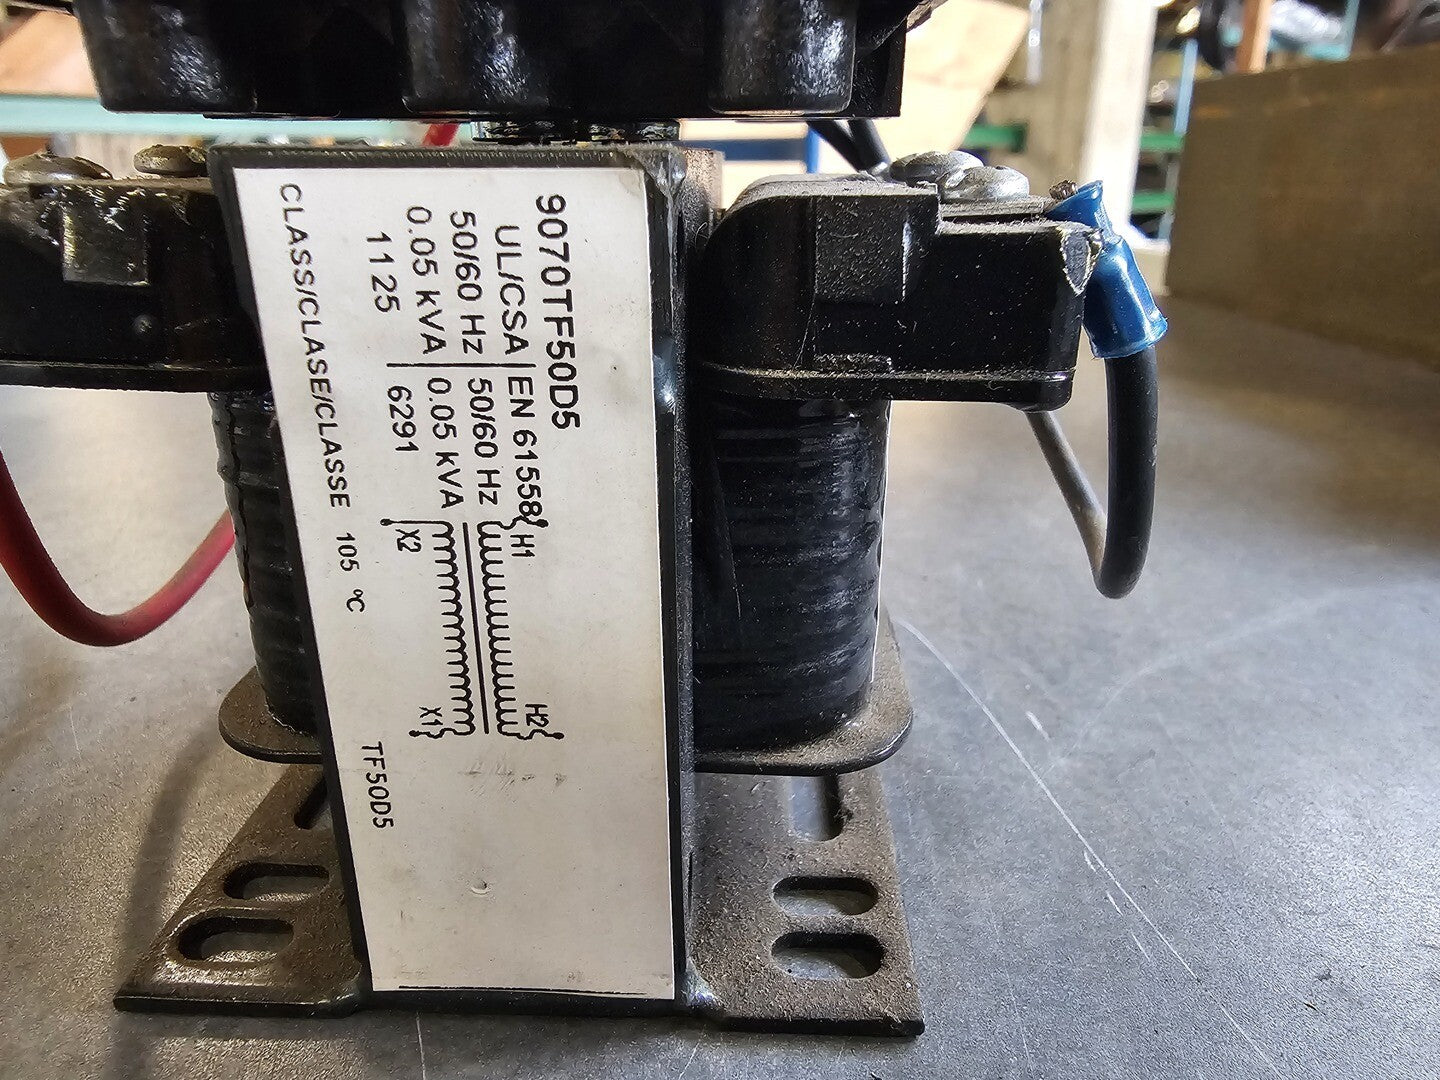 9070TF50D5
UL/CSA | EN 61558
50/60 Hz | 50/60 Hz
0.05 kVA | 0.05 kVA
1125 | 6291
H1 H2
X2 X1
CLASS/CLASE/CLASSE 105 °C TF50D5